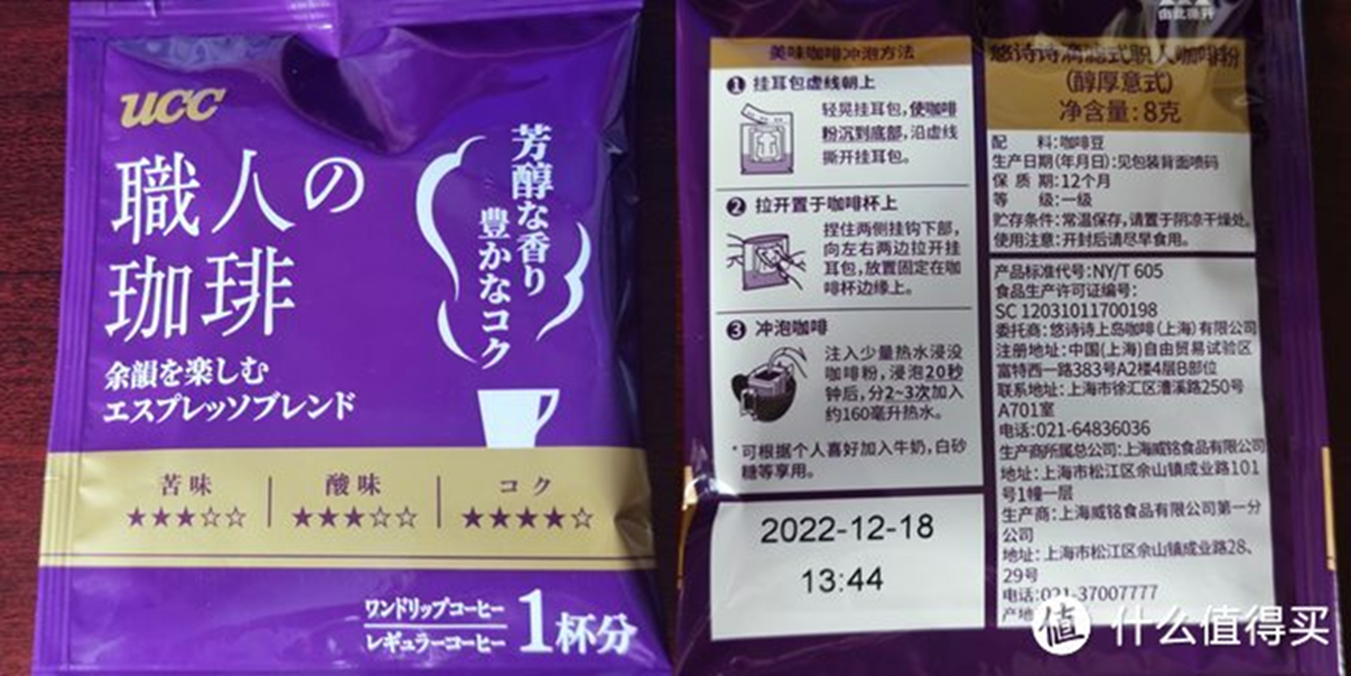 ucc
職人の
珈琲
余韻を楽しむ
エスプレッソブレンド
芳醇な香り
豊かなコク
苦味
★★★☆☆
酸味
★★★☆☆
コク
★★★★☆
ワンドリップコーヒー
レギュラーコーヒー
1杯分
美味咖啡冲泡方法
1 挂耳包虚线朝上
轻晃挂耳包,使咖啡
粉沉到底部,沿虚线
撕开挂耳包。
2 拉开置于咖啡杯上
捏住两侧挂钩下部,
向左右两边拉开挂
耳包,放置固定在咖
啡杯边缘上。
3 冲泡咖啡
注入少量热水浸没
咖啡粉,浸泡20秒
钟后,分2~3次加入
约160毫升热水。
*可根据个人喜好加入牛奶,白砂
糖等享用。
2022-12-18
13:44
由此撕开
悠诗诗滴滤式职人咖啡粉
(醇厚意式)
净含量:8克
配 料:咖啡豆
生产日期(年月日):见包装背面喷码
保 质 期:12个月
等 级:一级
贮存条件:常温保存,请置于阴凉干燥处。
使用注意:开封后请尽早食用。
产品标准代号:NY/T 605
食品生产许可证编号:
SC 12031011700198
委托商:悠诗诗上岛咖啡(上海)有限公司
注册地址:中国(上海)自由贸易试验区
富特西一路383号A2楼4层B部位
联系地址:上海市徐汇区漕溪路250号
A701室
电话:021-64836036
生产商所属总公司:上海威铭食品有限公司
地址:上海市松江区佘山镇成业路101
号1幢一层
生产商:上海威铭食品有限公司第一分
公司
地址:上海市松江区佘山镇成业路28、
29号
电话:021-37007777
产地
值 什么值得买